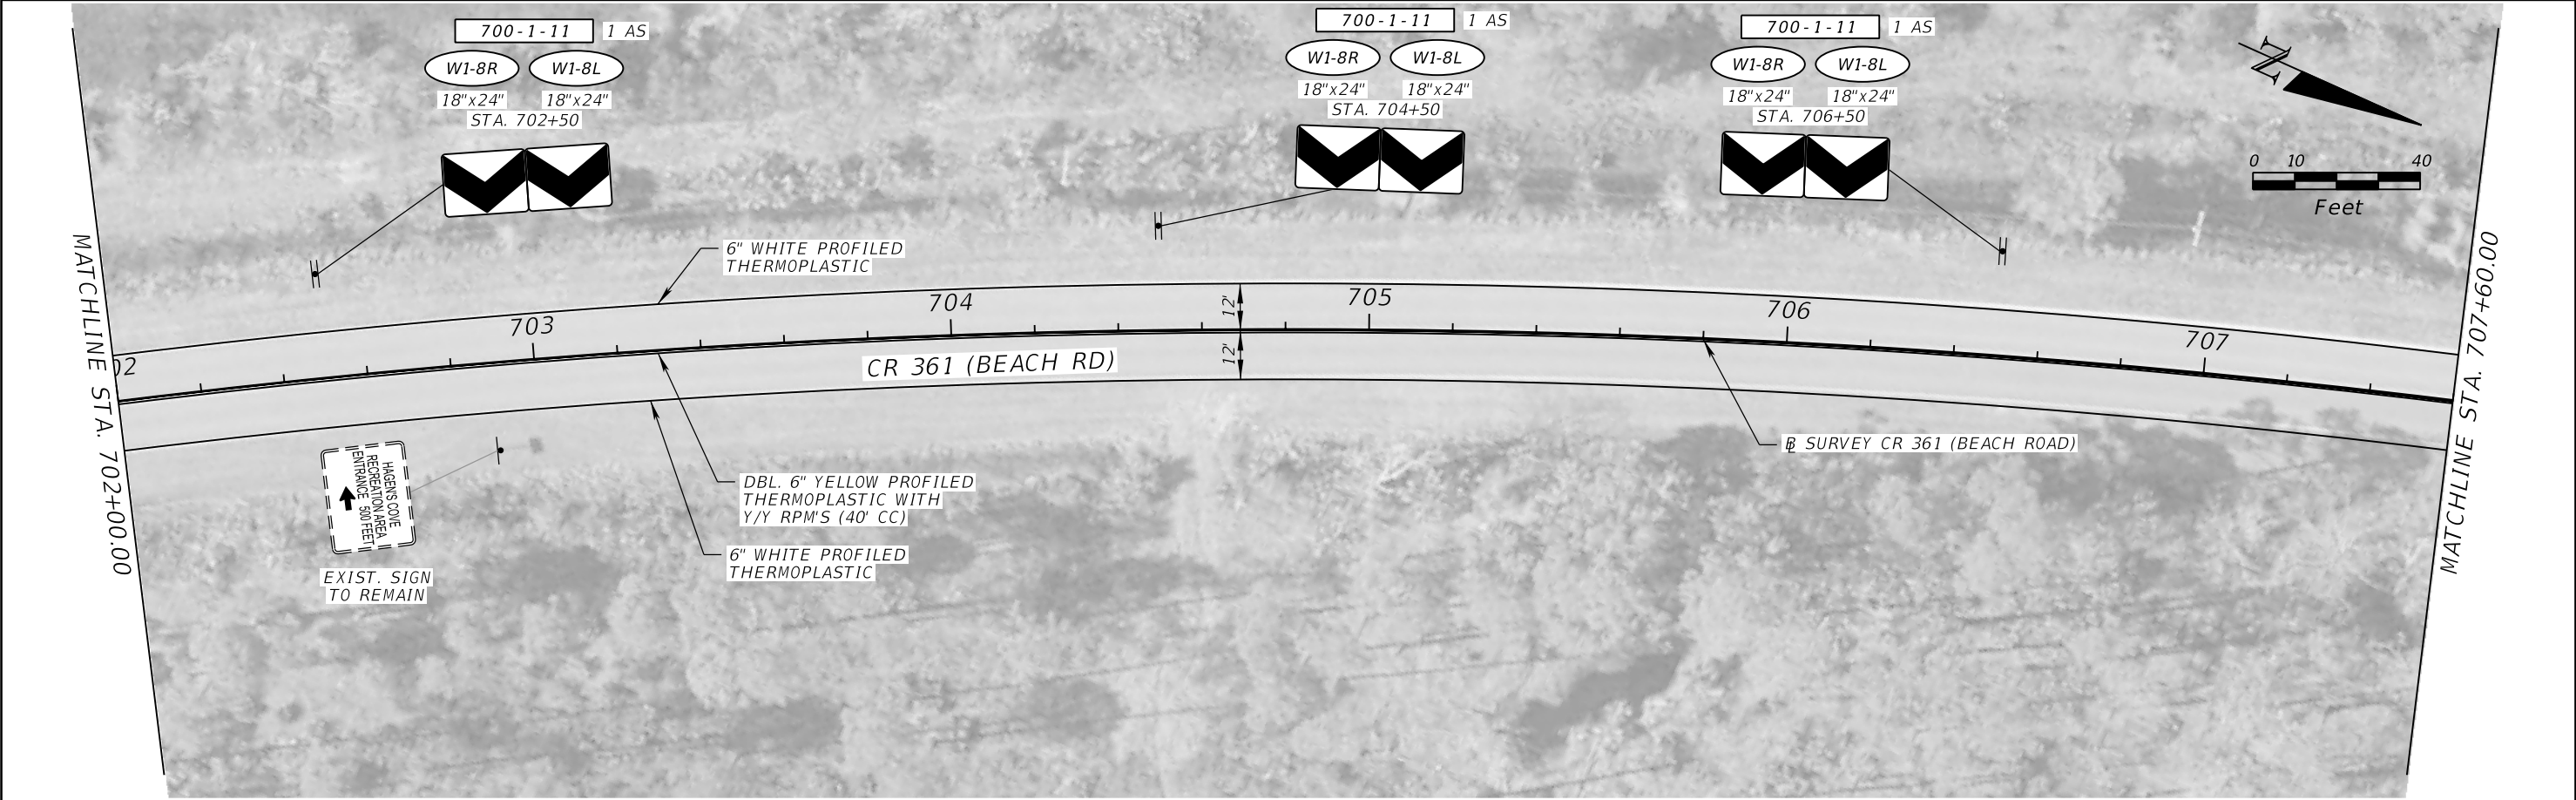 700-1-11 1 AS
W1-8R W1-8L
18"x24" 18"x24"
STA. 702+50
700-1-11 1 AS
W1-8R W1-8L
18"x24" 18"x24"
STA. 704+50
700-1-11 1 AS
W1-8R W1-8L
18"x24" 18"x24"
STA. 706+50
N
0 10 40
Feet
MATCHLINE STA. 702+00.00
6" WHITE PROFILED
THERMOPLASTIC
02
703
704
705
706
707
12'
12'
CR 361 (BEACH RD)
MATCHLINE STA. 707+60.00
HAGEN'S COVE
RECREATION AREA
ENTRANCE 500 FEET
EXIST. SIGN
TO REMAIN
DBL. 6" YELLOW PROFILED
THERMOPLASTIC WITH
Y/Y RPM'S (40' CC)
6" WHITE PROFILED
THERMOPLASTIC
BL SURVEY CR 361 (BEACH ROAD)